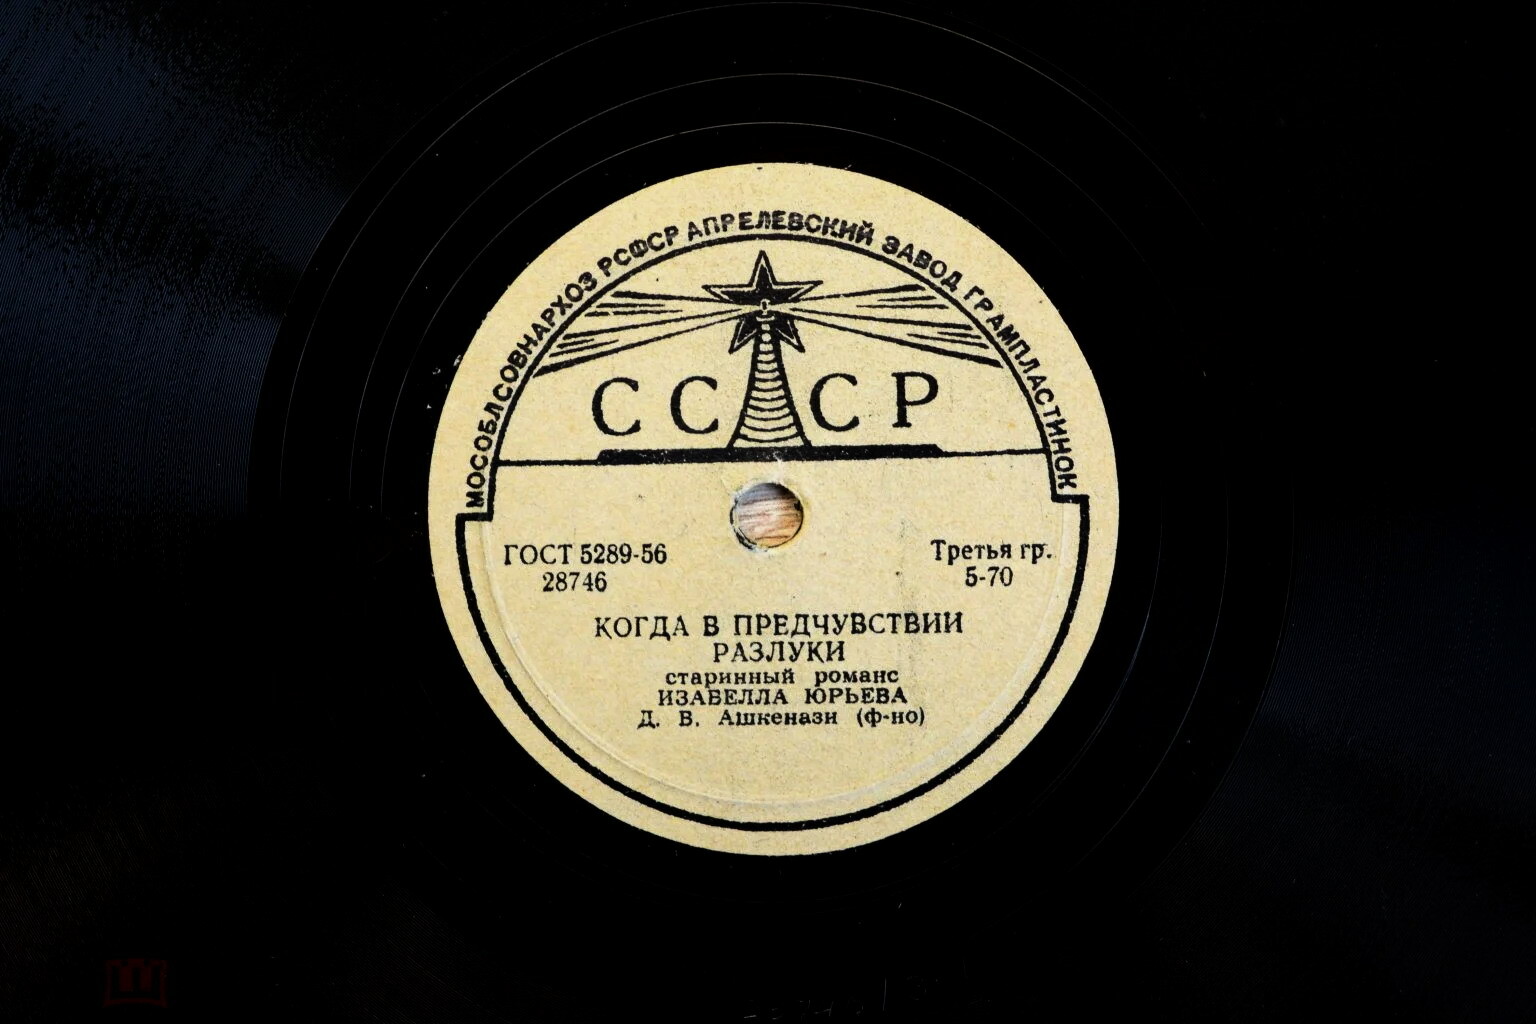 МОСОБЛСОВНАРХОЗ РСФСР АПРЕЛЕВСКИЙ ЗАВОД ГРАМПЛАСТИНОК
СССР
ГОСТ 5289-56
28746
Третья гр.
5-70
КОГДА В ПРЕДЧУВСТВИИ
РАЗЛУКИ
старинный романс
ИЗАБЕЛЛА ЮРЬЕВА
Д. В. Ашкенази (ф-но)